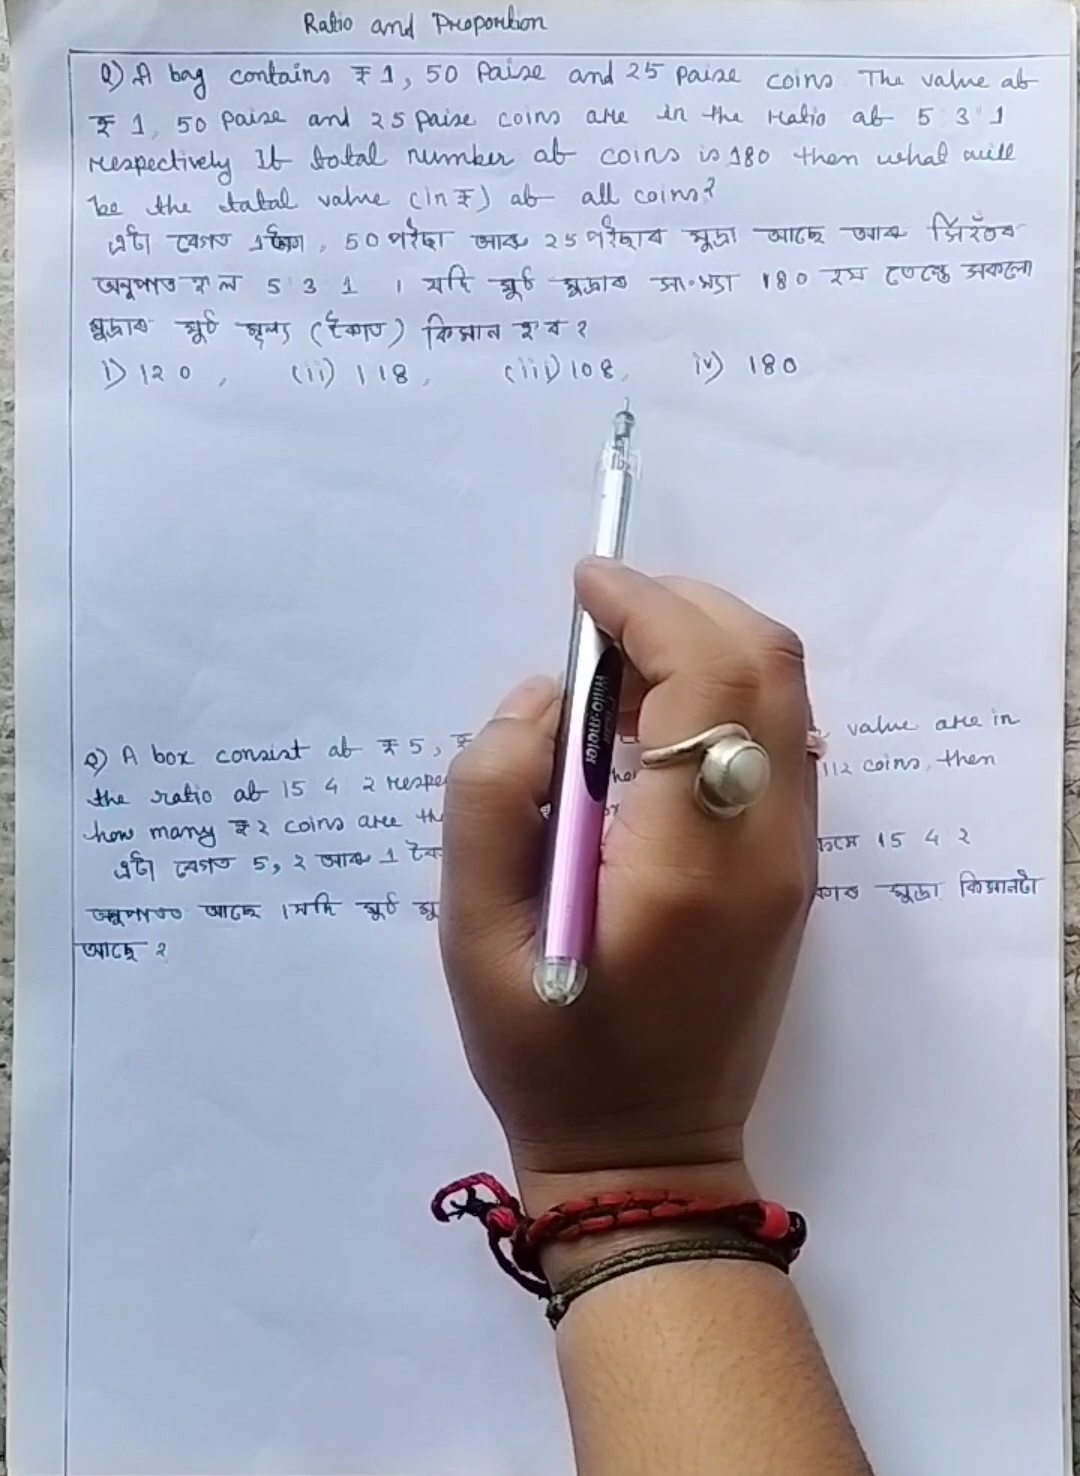 Ratio and Proportion
Q) A bag contains ₹ 1, 50 Paise and 25 paise coins The value of
₹ 1, 50 paise and 25 paise coins are in the ratio of 5 : 3 : 1
respectively If total number of coins is 180 then what will
be the total value (in ₹) of all coins?
এটা বেগত 1 টকা, 50 পইচা আৰু 25 পইচাৰ মুদ্ৰা আছে আৰু সিহঁতৰ
অনুপাত হ'ল 5 3 1 । যদি মুঠ মুদ্ৰাৰ সংখ্যা 180 হয় তেন্তে সকলো
মুদ্ৰাৰ মুঠ মূল্য (টকাত) কিমান হ'ব ?
i) 120, (ii) 118, (iii) 108, iv) 180
Q) A box consist of ₹ 5, ₹ value are in
the ratio of 15 4 2 112 coins, then
how many ₹ 2 coins are
এটা বেগত 5, 2 আৰু 1 ক্ৰমে 15 4 2
অনুপাতত আছে । যদি মুঠ মুদ্ৰা কিমানটা
আছে ?
Write-o-meter